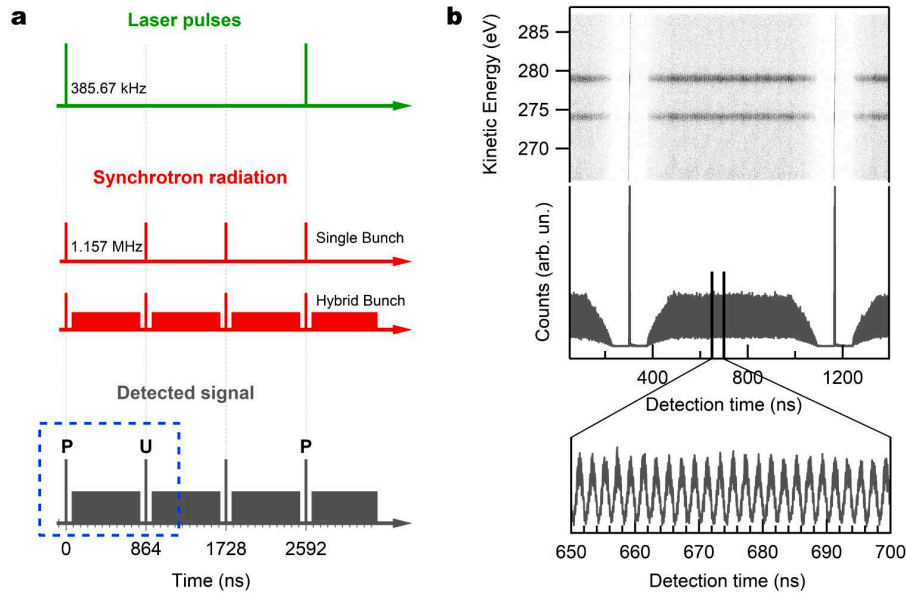 a
Laser pulses
385.67 kHz
Synchrotron radiation
1.157 MHz
Single Bunch
Hybrid Bunch
Detected signal
P U P
0 864 1728 2592
Time (ns)
b
Kinetic Energy (eV)
285
280
275
270
Counts (arb. un.)
400 800 1200
Detection time (ns)
650 660 670 680 690 700
Detection time (ns)